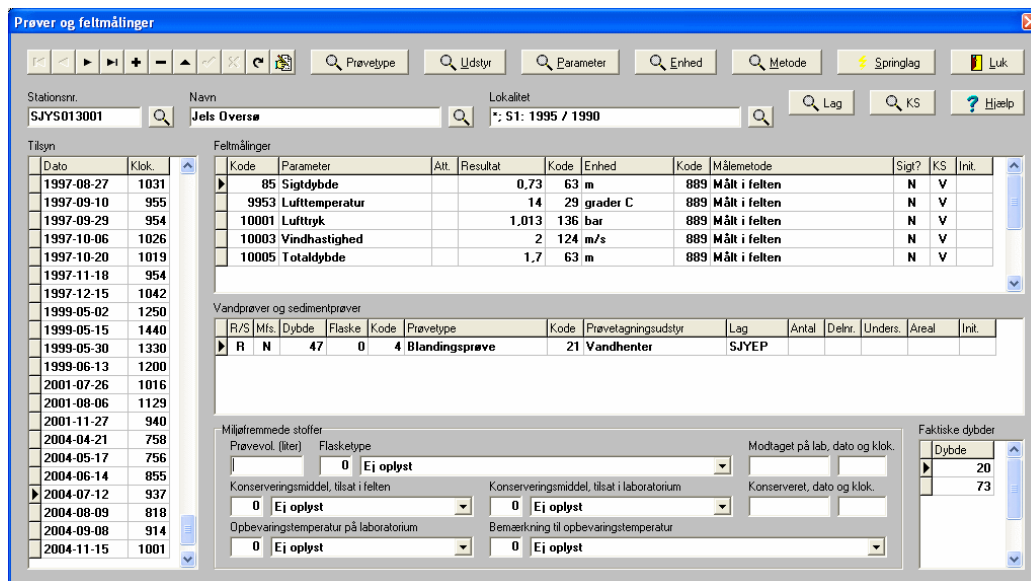 Prøver og feltmålinger
Prøvetype Udstyr Parameter Enhed Metode Springlag Luk
Stationsnr. Navn Lokalitet Lag KS Hjælp
SJYS013001 Jels Oversø *; S1: 1995 / 1990
Tilsyn
Dato Klok.
1997-08-27 1031
1997-09-10 955
1997-09-29 954
1997-10-06 1026
1997-10-20 1019
1997-11-18 954
1997-12-15 1042
1999-05-02 1250
1999-05-15 1440
1999-05-30 1330
1999-06-13 1200
2001-07-26 1016
2001-08-06 1129
2001-11-27 940
2004-04-21 758
2004-05-17 756
2004-06-14 855
2004-07-12 937
2004-08-09 818
2004-09-08 914
2004-11-15 1001
Feltmålinger
Kode Parameter Att. Resultat Kode Enhed Kode Målemetode Sigt? KS Init.
85 Sigtdybde 0,73 63 m 889 Målt i felten N V
9953 Lufttemperatur 14 29 grader C 889 Målt i felten N V
10001 Lufttryk 1,013 136 bar 889 Målt i felten N V
10003 Vindhastighed 2 124 m/s 889 Målt i felten N V
10005 Totaldybde 1,7 63 m 889 Målt i felten N V
Vandprøver og sedimentprøver
R/S Mfs. Dybde Flaske Kode Prøvetype Kode Prøvetagningsudstyr Lag Antal Delnr. Unders. Areal Init.
R N 47 0 4 Blandingsprøve 21 Vandhenter SJYEP
Miljøfremmede stoffer
Prøvevol. (liter) Flasketype Modtaget på lab, dato og klok.
0 Ej oplyst
Konserveringsmiddel, tilsat i felten Konserveringsmiddel, tilsat i laboratorium Konserveret, dato og klok.
0 Ej oplyst 0 Ej oplyst
Opbevaringstemperatur på laboratorium Bemærkning til opbevaringstemperatur
0 Ej oplyst 0 Ej oplyst
Faktiske dybder
Dybde
20
73